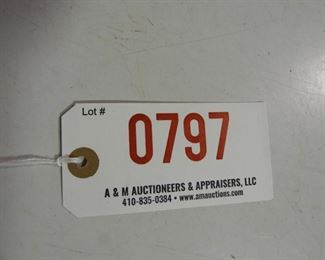 Lot #
0797
A & M AUCTIONEERS & APPRAISERS, LLC
410-835-0384 • www.amauctions.com